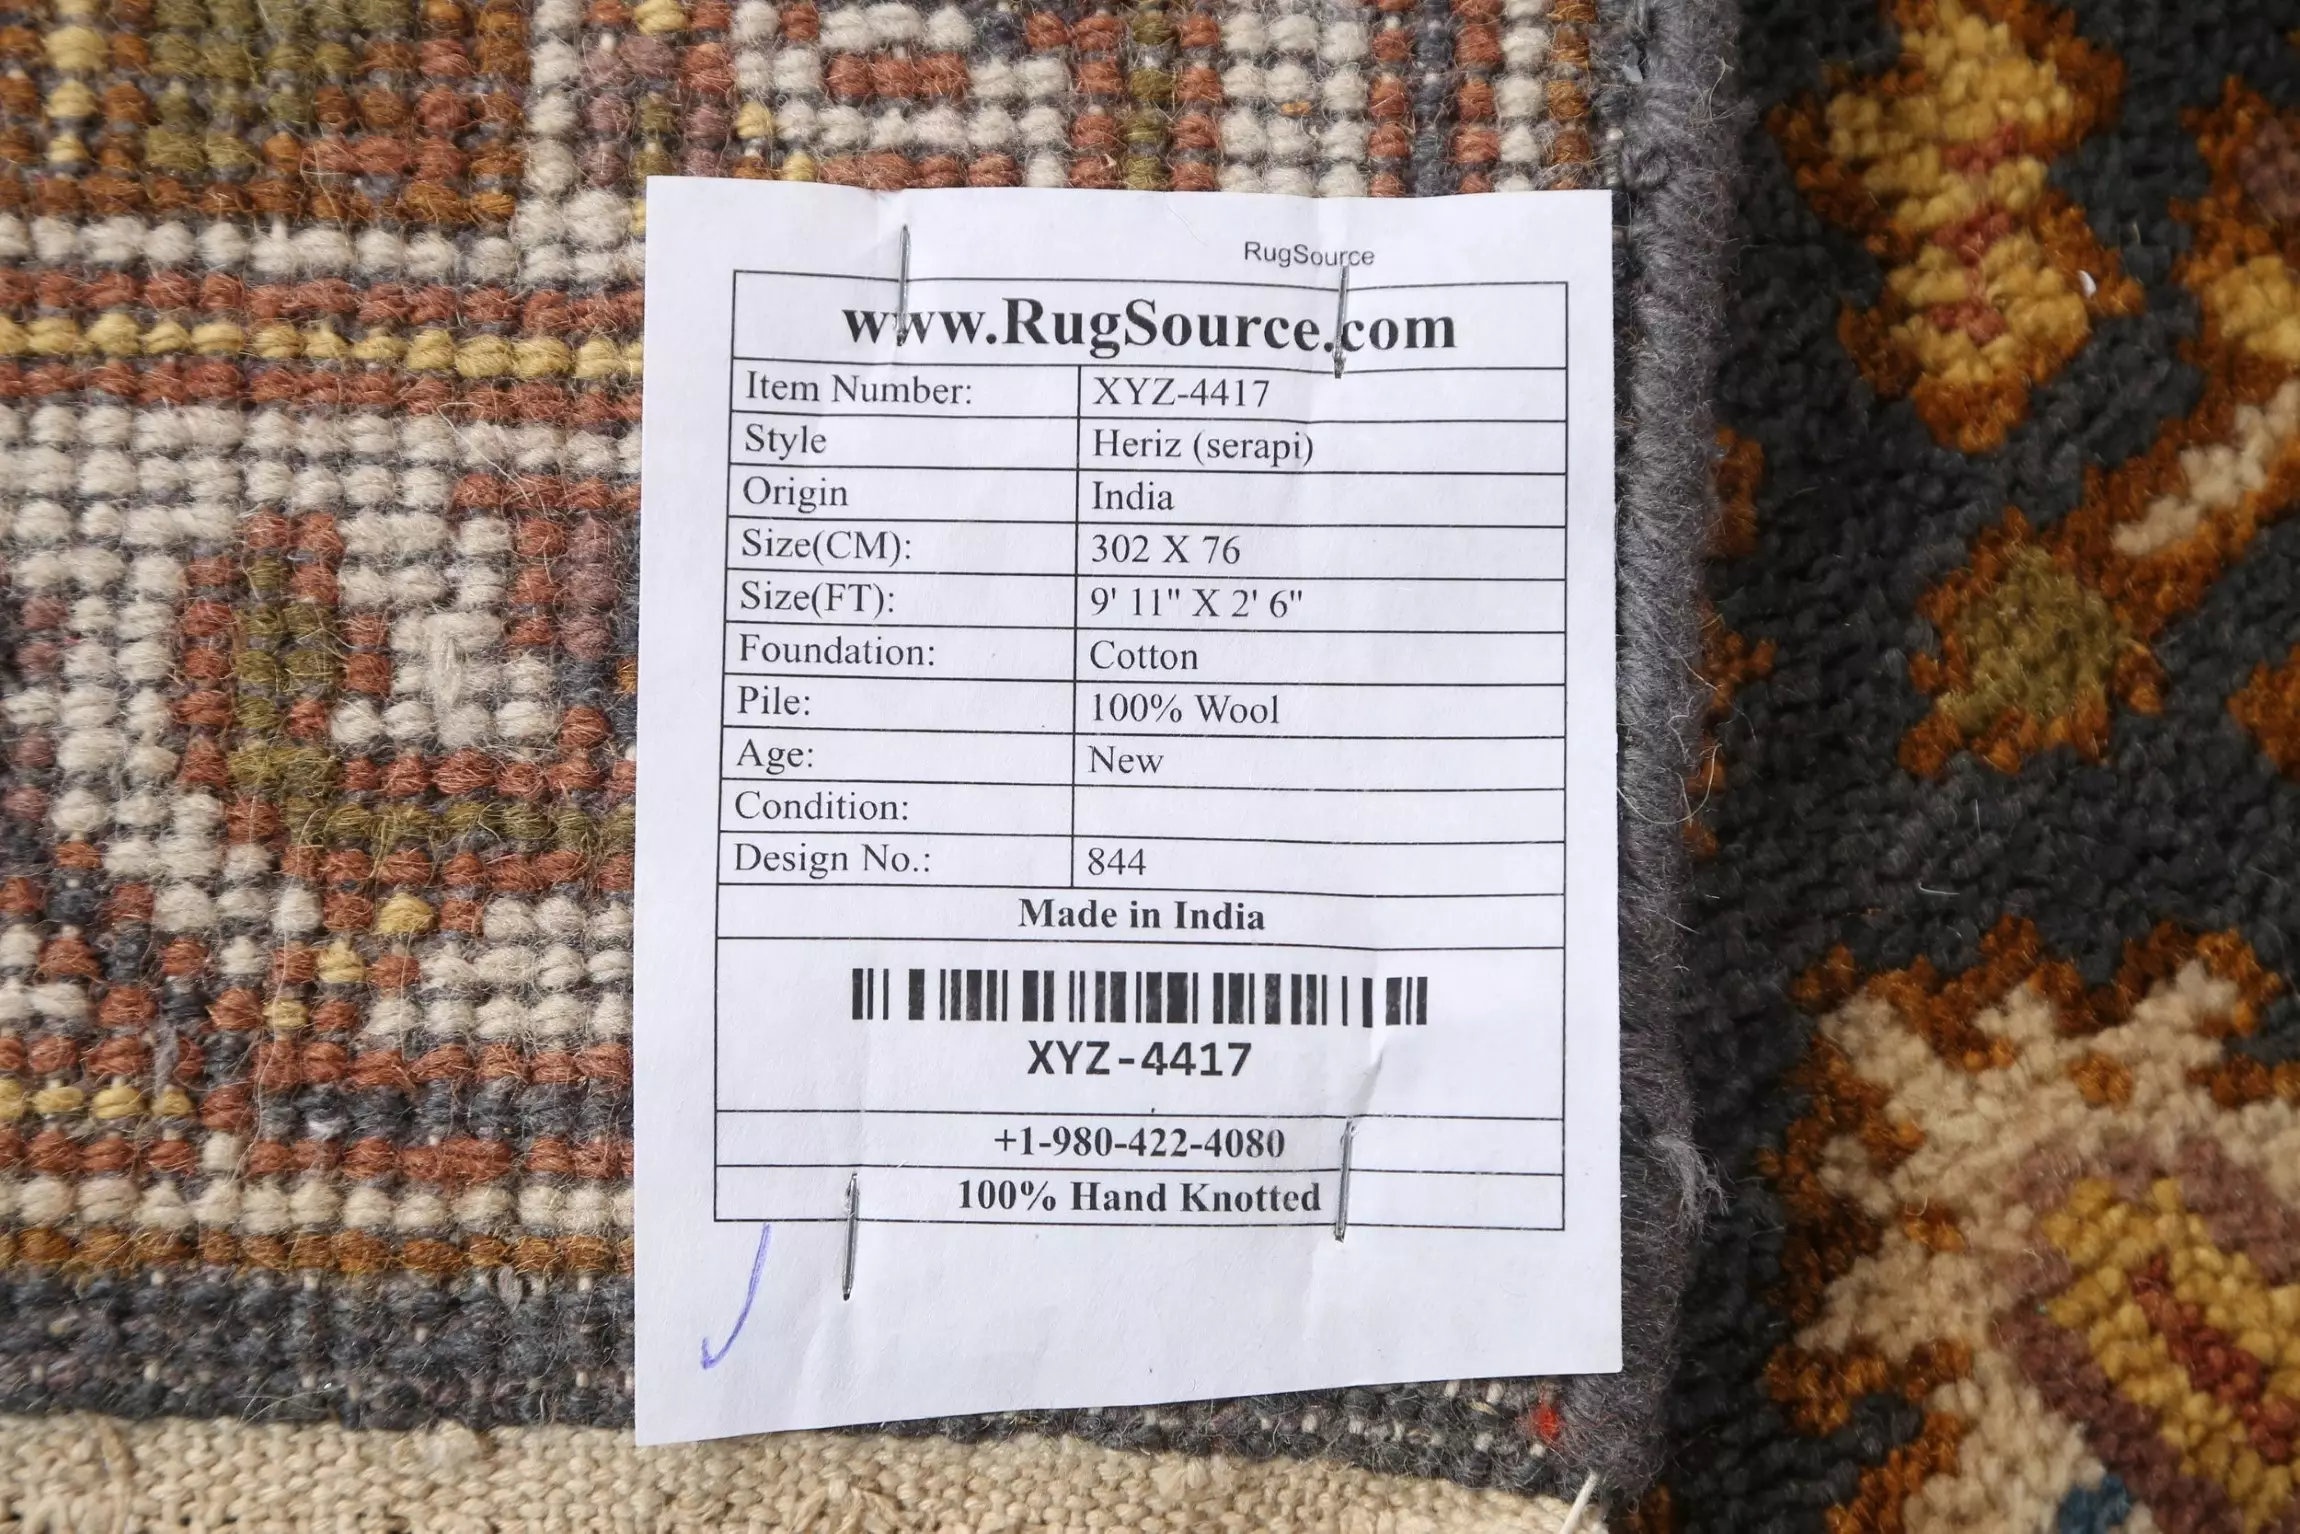 RugSource
www.RugSource.com
Item Number: XYZ-4417
Style Heriz (serapi)
Origin India
Size(CM): 302 X 76
Size(FT): 9' 11" X 2' 6"
Foundation: Cotton
Pile: 100% Wool
Age: New
Condition:
Design No.: 844
Made in India
XYZ-4417
+1-980-422-4080
100% Hand Knotted